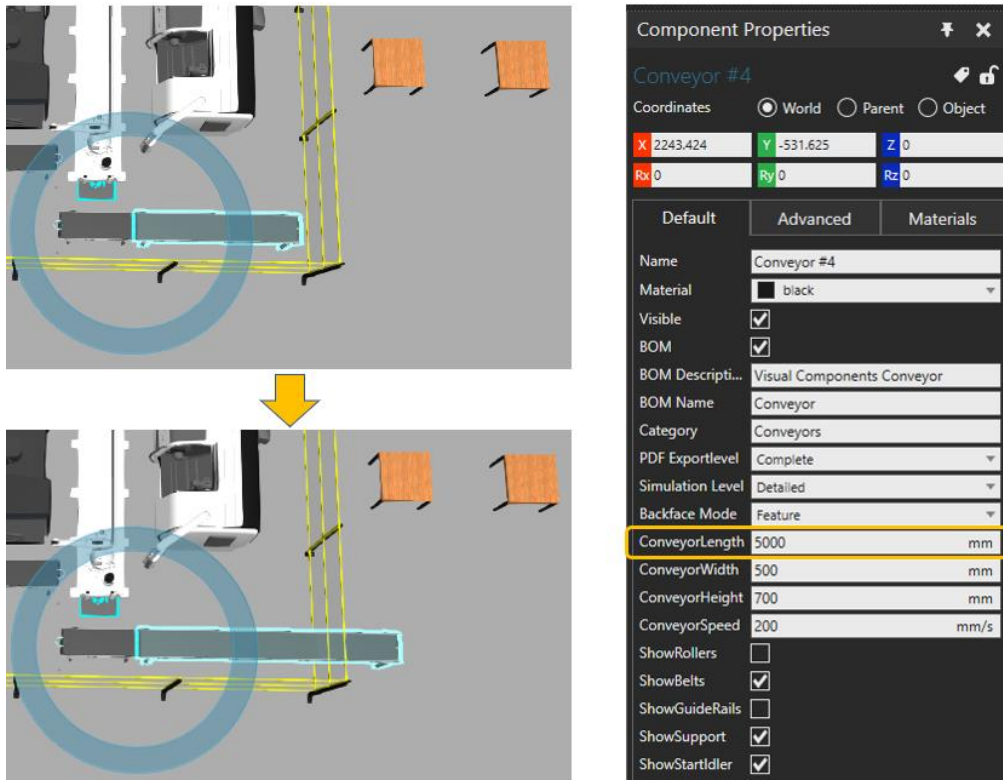 Component Properties
Conveyor #4
Coordinates World Parent Object
X 2243.424 Y -531.625 Z 0
Rx 0 Ry 0 Rz 0
Default Advanced Materials
Name Conveyor #4
Material black
Visible
BOM
BOM Descripti... Visual Components Conveyor
BOM Name Conveyor
Category Conveyors
PDF Exportlevel Complete
Simulation Level Detailed
Backface Mode Feature
ConveyorLength 5000 mm
ConveyorWidth 500 mm
ConveyorHeight 700 mm
ConveyorSpeed 200 mm/s
ShowRollers
ShowBelts
ShowGuideRails
ShowSupport
ShowStartIdler